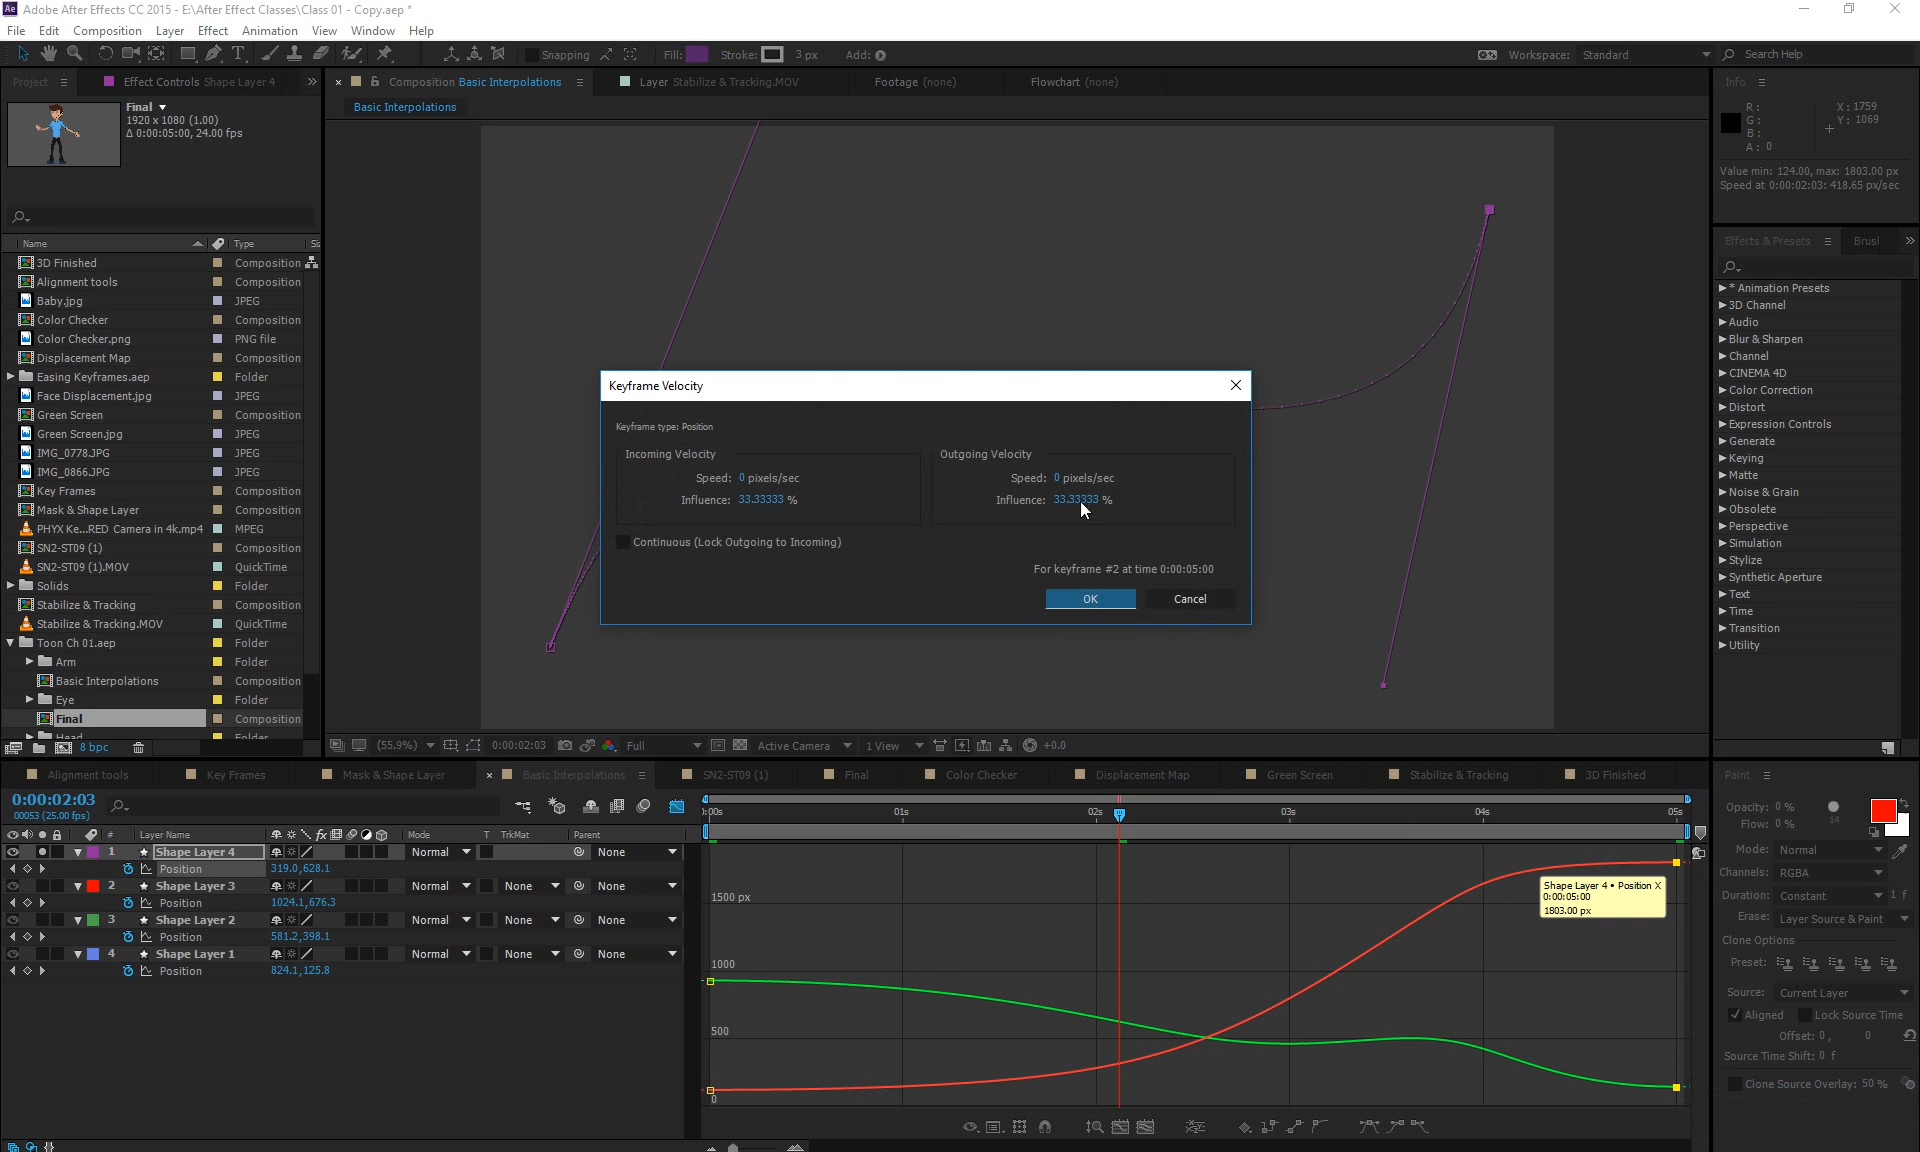 Adobe After Effects CC 2015 - E:\After Effect Classes\Class 01 - Copy.aep *
File Edit Composition Layer Effect Animation View Window Help
Snapping Fill: Stroke: 3 px Add: Workspace: Standard Search Help
Project Effect Controls Shape Layer 4 Composition Basic Interpolations Layer Stabilize & Tracking.MOV Footage (none) Flowchart (none) Info
Final
1920 x 1080 (1.00)
Δ 0:00:05:00, 24.00 fps
Basic Interpolations
R: X: 1759
G: Y: 1069
B:
A: 0
Value min: 124.00, max: 1803.00 px
Speed at 0:00:02:03: 418.65 px/sec
Name Type
3D Finished Composition
Alignment tools Composition
Baby.jpg JPEG
Color Checker Composition
Color Checker.png PNG file
Displacement Map Composition
Easing Keyframes.aep Folder
Face Displacement.jpg JPEG
Green Screen Composition
Green Screen.jpg JPEG
IMG_0778.JPG JPEG
IMG_0866.JPG JPEG
Key Frames Composition
Mask & Shape Layer Composition
PHYX Ke...RED Camera in 4k.mp4 MPEG
SN2-ST09 (1) Composition
SN2-ST09 (1).MOV QuickTime
Solids Folder
Stabilize & Tracking Composition
Stabilize & Tracking.MOV QuickTime
Toon Ch 01.aep Folder
Arm Folder
Basic Interpolations Composition
Eye Folder
Final Composition
Head Folder
8 bpc
Keyframe Velocity
Keyframe type: Position
Incoming Velocity Outgoing Velocity
Speed: 0 pixels/sec Speed: 0 pixels/sec
Influence: 33.33333 % Influence: 33.33333 %
Continuous (Lock Outgoing to Incoming)
For keyframe #2 at time 0:00:05:00
OK Cancel
Effects & Presets
* Animation Presets
3D Channel
Audio
Blur & Sharpen
Channel
CINEMA 4D
Color Correction
Distort
Expression Controls
Generate
Keying
Matte
Noise & Grain
Obsolete
Perspective
Simulation
Stylize
Synthetic Aperture
Text
Time
Transition
Utility
(55.9%) 0:00:02:03 Full Active Camera 1 View +0.0
Alignment tools Key Frames Mask & Shape Layer Basic Interpolations SN2-ST09 (1) Final Color Checker Displacement Map Green Screen Stabilize & Tracking 3D Finished
0:00:02:03
00053 (25.00 fps)
01s 02s 03s 04s 05s
# Layer Name Mode T TrkMat Parent
1 Shape Layer 4 Normal None
Position 319.0,628.1
2 Shape Layer 3 Normal None None
Position 1024.1,676.3
3 Shape Layer 2 Normal None None
Position 581.2,398.1
4 Shape Layer 1 Normal None None
Position 824.1,125.8
1500 px
1000
500
0
Shape Layer 4 • Position X
0:00:05:00
1803.00 px
Paint
Opacity: 0 %
Flow: 0 % 14
Mode: Normal
Channels: RGBA
Duration: Constant 1 f
Erase: Layer Source & Paint
Clone Options
Preset:
Source: Current Layer
Aligned Lock Source Time
Offset: 0 , 0
Source Time Shift: 0 f
Clone Source Overlay: 50 %